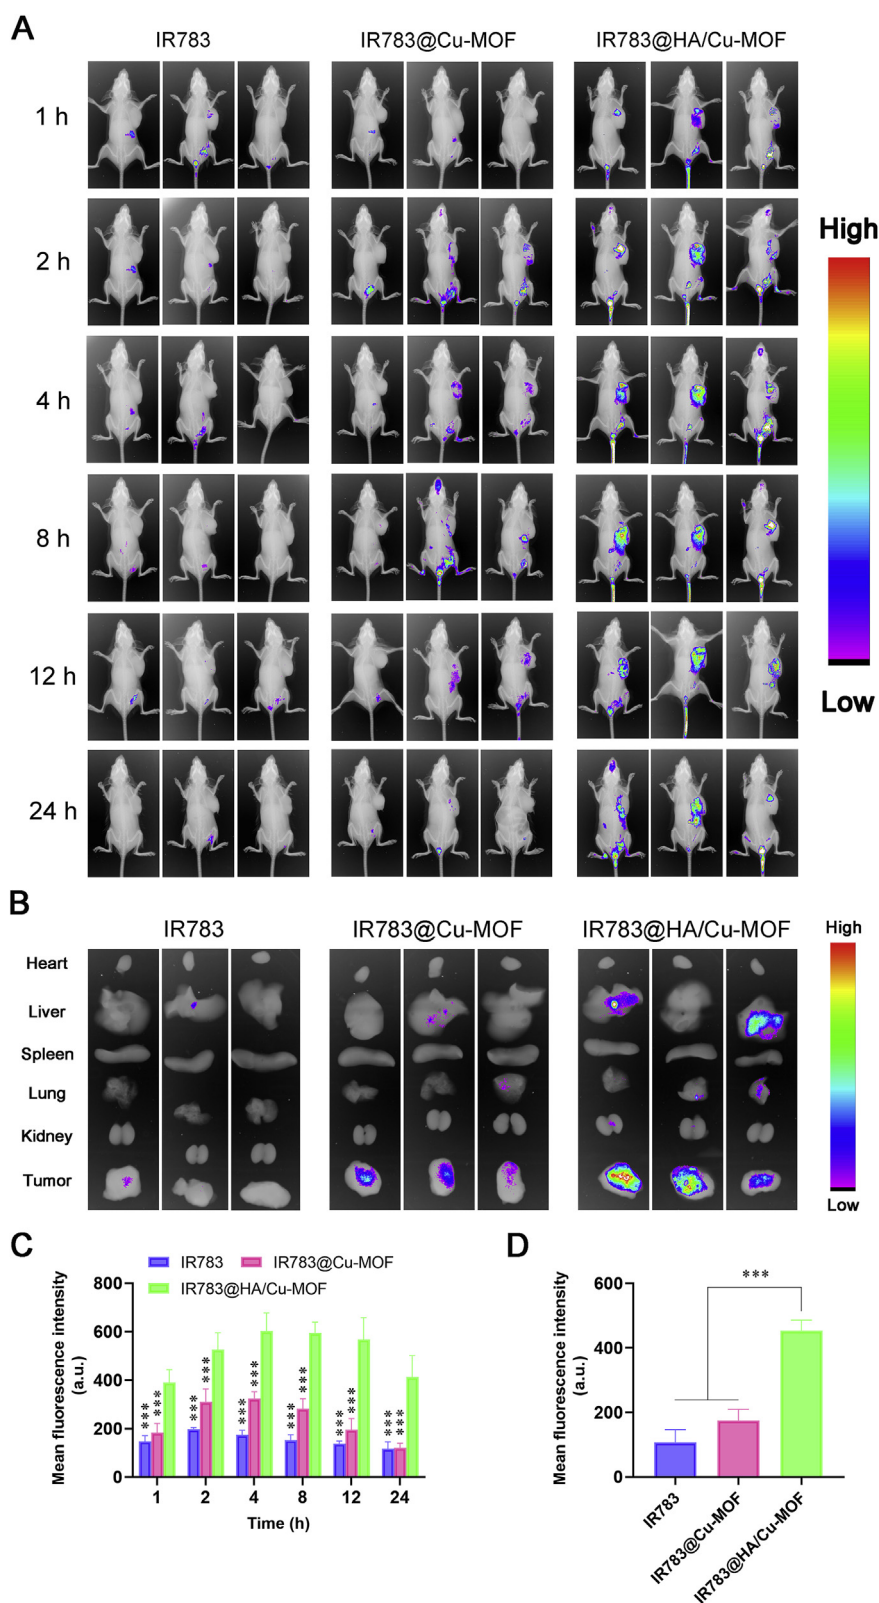 A
IR783 IR783@Cu-MOF IR783@HA/Cu-MOF
1 h
2 h
4 h
8 h
12 h
24 h
High
Low
B
IR783 IR783@Cu-MOF IR783@HA/Cu-MOF
Heart
Liver
Spleen
Lung
Kidney
Tumor
High
Low
C
IR783 IR783@Cu-MOF
IR783@HA/Cu-MOF
Mean fluorescence intensity
(a.u.)
800
600
400
200
0
*** *** *** *** *** *** *** *** *** *** *** ***
1 2 4 8 12 24
Time (h)
D
Mean fluorescence intensity
(a.u.)
600
400
200
0
***
IR783
IR783@Cu-MOF
IR783@HA/Cu-MOF